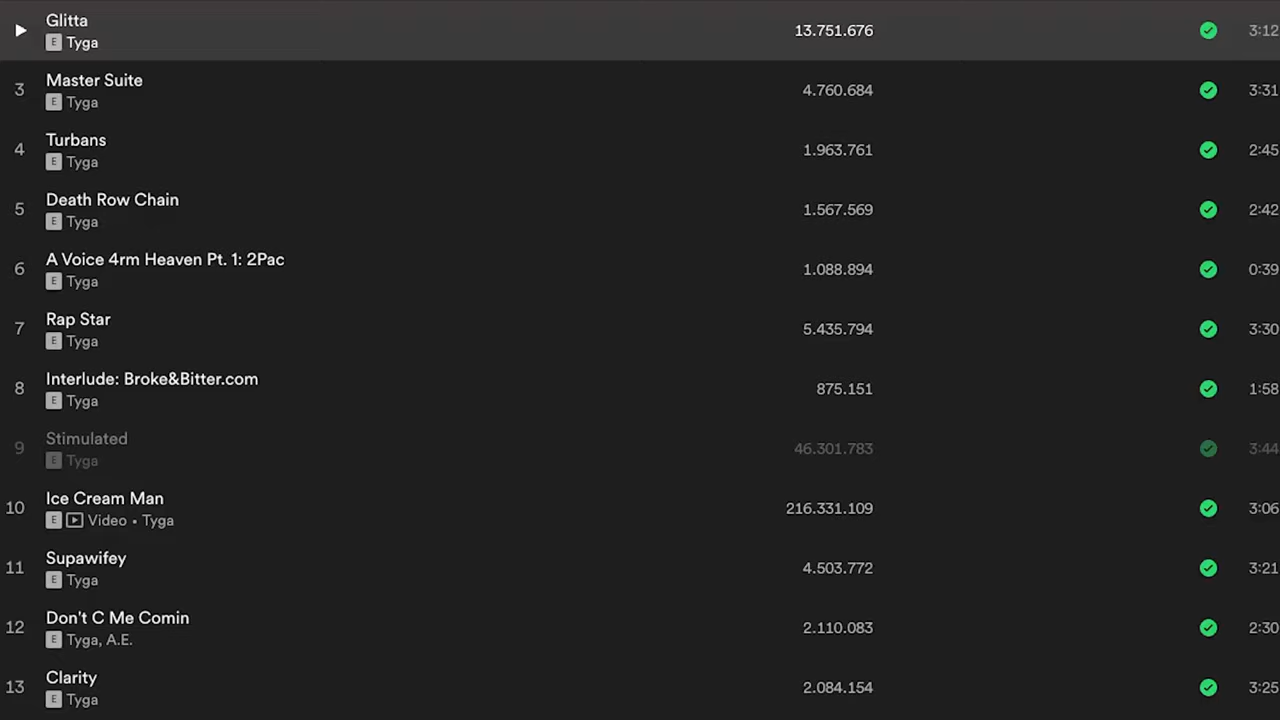 Glitta 13.751.676 3:12
E Tyga
3 Master Suite 4.760.684 3:31
E Tyga
4 Turbans 1.963.761 2:45
E Tyga
5 Death Row Chain 1.567.569 2:42
E Tyga
6 A Voice 4rm Heaven Pt. 1: 2Pac 1.088.894 0:39
E Tyga
7 Rap Star 5.435.794 3:30
E Tyga
8 Interlude: Broke&Bitter.com 875.151 1:58
E Tyga
9 Stimulated 46.301.783 3:44
E Tyga
10 Ice Cream Man 216.331.109 3:06
E Video • Tyga
11 Supawifey 4.503.772 3:21
E Tyga
12 Don't C Me Comin 2.110.083 2:30
E Tyga, A.E.
13 Clarity 2.084.154 3:25
E Tyga